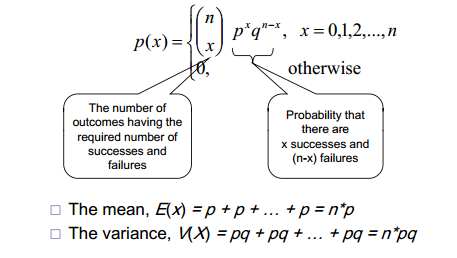 p(x) = { (n x) p^x q^(n-x), x = 0,1,2,...,n
0, otherwise
The number of
outcomes having the
required number of
successes and
failures
Probability that
there are
x successes and
(n-x) failures
The mean, E(x) = p + p + … + p = n*p
The variance, V(X) = pq + pq + … + pq = n*pq